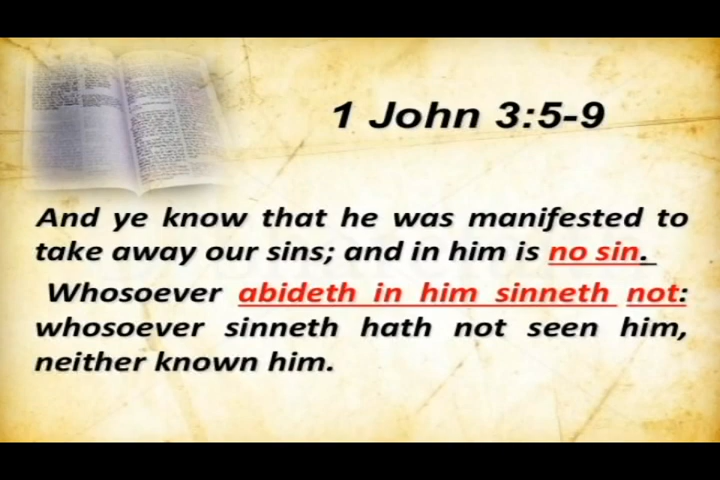 1 John 3:5-9
And ye know that he was manifested to
take away our sins; and in him is no sin.
Whosoever abideth in him sinneth not:
whosoever sinneth hath not seen him,
neither known him.